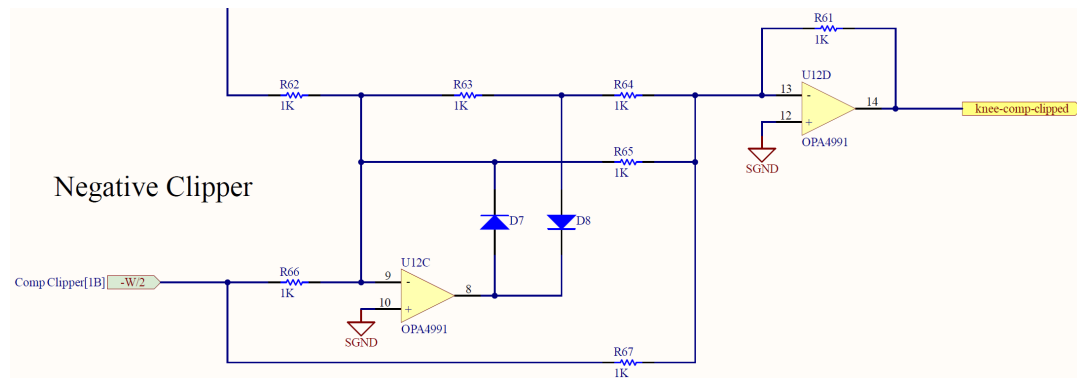 R61
1K
U12D
R62
1K
R63
1K
R64
1K
13
-
14
12
+
OPA4991
knee-comp-clipped
SGND
R65
1K
Negative Clipper
D7
D8
Comp Clipper[1B] -W/2
R66
1K
U12C
9
-
8
10
+
OPA4991
SGND
R67
1K